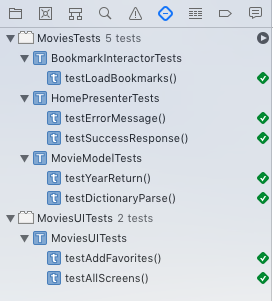 MoviesTests 5 tests
T BookmarkInteractorTests
t testLoadBookmarks()
T HomePresenterTests
t testErrorMessage()
t testSuccessResponse()
T MovieModelTests
t testYearReturn()
t testDictionaryParse()
MoviesUITests 2 tests
T MoviesUITests
t testAddFavorites()
t testAllScreens()